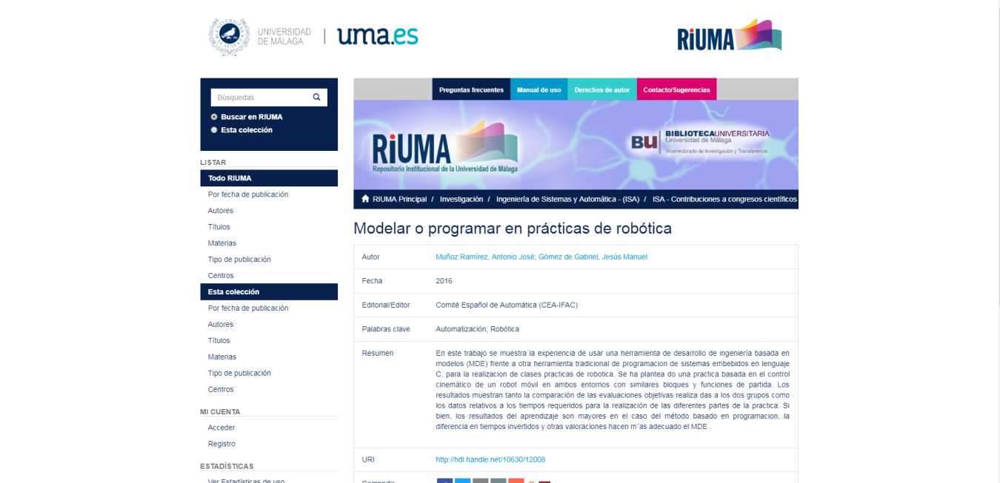 UNIVERSIDAD
DE MÁLAGA
uma.es
RiUMA
Búsquedas
Buscar en RIUMA
Esta colección
LISTAR
Todo RIUMA
Por fecha de publicación
Autores
Títulos
Materias
Tipo de publicación
Centros
Esta colección
Por fecha de publicación
Autores
Títulos
Materias
Tipo de publicación
Centros
MI CUENTA
Acceder
Registro
ESTADÍSTICAS
Ver Estadísticas de uso
Preguntas frecuentes Manual de uso Derechos de autor Contacto/Sugerencias
RiUMA
Repositorio Institucional de la Universidad de Málaga
BU
BIBLIOTECAUNIVERSITARIA
Universidad de Málaga
Vicerrectorado de Investigación y Transferencia
RIUMA Principal / Investigación / Ingeniería de Sistemas y Automática - (ISA) / ISA - Contribuciones a congresos científicos
Modelar o programar en prácticas de robótica
Autor Muñoz Ramírez, Antonio José; Gómez de Gabriel, Jesús Manuel
Fecha 2016
Editorial/Editor Comité Español de Automática (CEA-IFAC)
Palabras clave Automatización; Robótica
Resumen En este trabajo se muestra la experiencia de usar una herramienta de desarrollo de ingeniería basada en
modelos (MDE) frente a otra herramienta tradicional de programacion de sistemas embebidos en lenguaje
C, para la realizacion de clases practicas de robotica. Se ha plantea do una practica basada en el control
cinemático de un robot móvil en ambos entornos con similares bloques y funciones de partida. Los
resultados muestran tanto la comparación de las evaluaciones objetivas realiza das a los dos grupos como
los datos relativos a los tiempos requeridos para la realización de las diferentes partes de la practica. Si
bien, los resultados del aprendizaje son mayores en el caso del método basado en programacion, la
diferencia en tiempos invertidos y otras valoraciones hacen m´as adecuado el MDE .
URI http://hdl.handle.net/10630/12008
Compartir